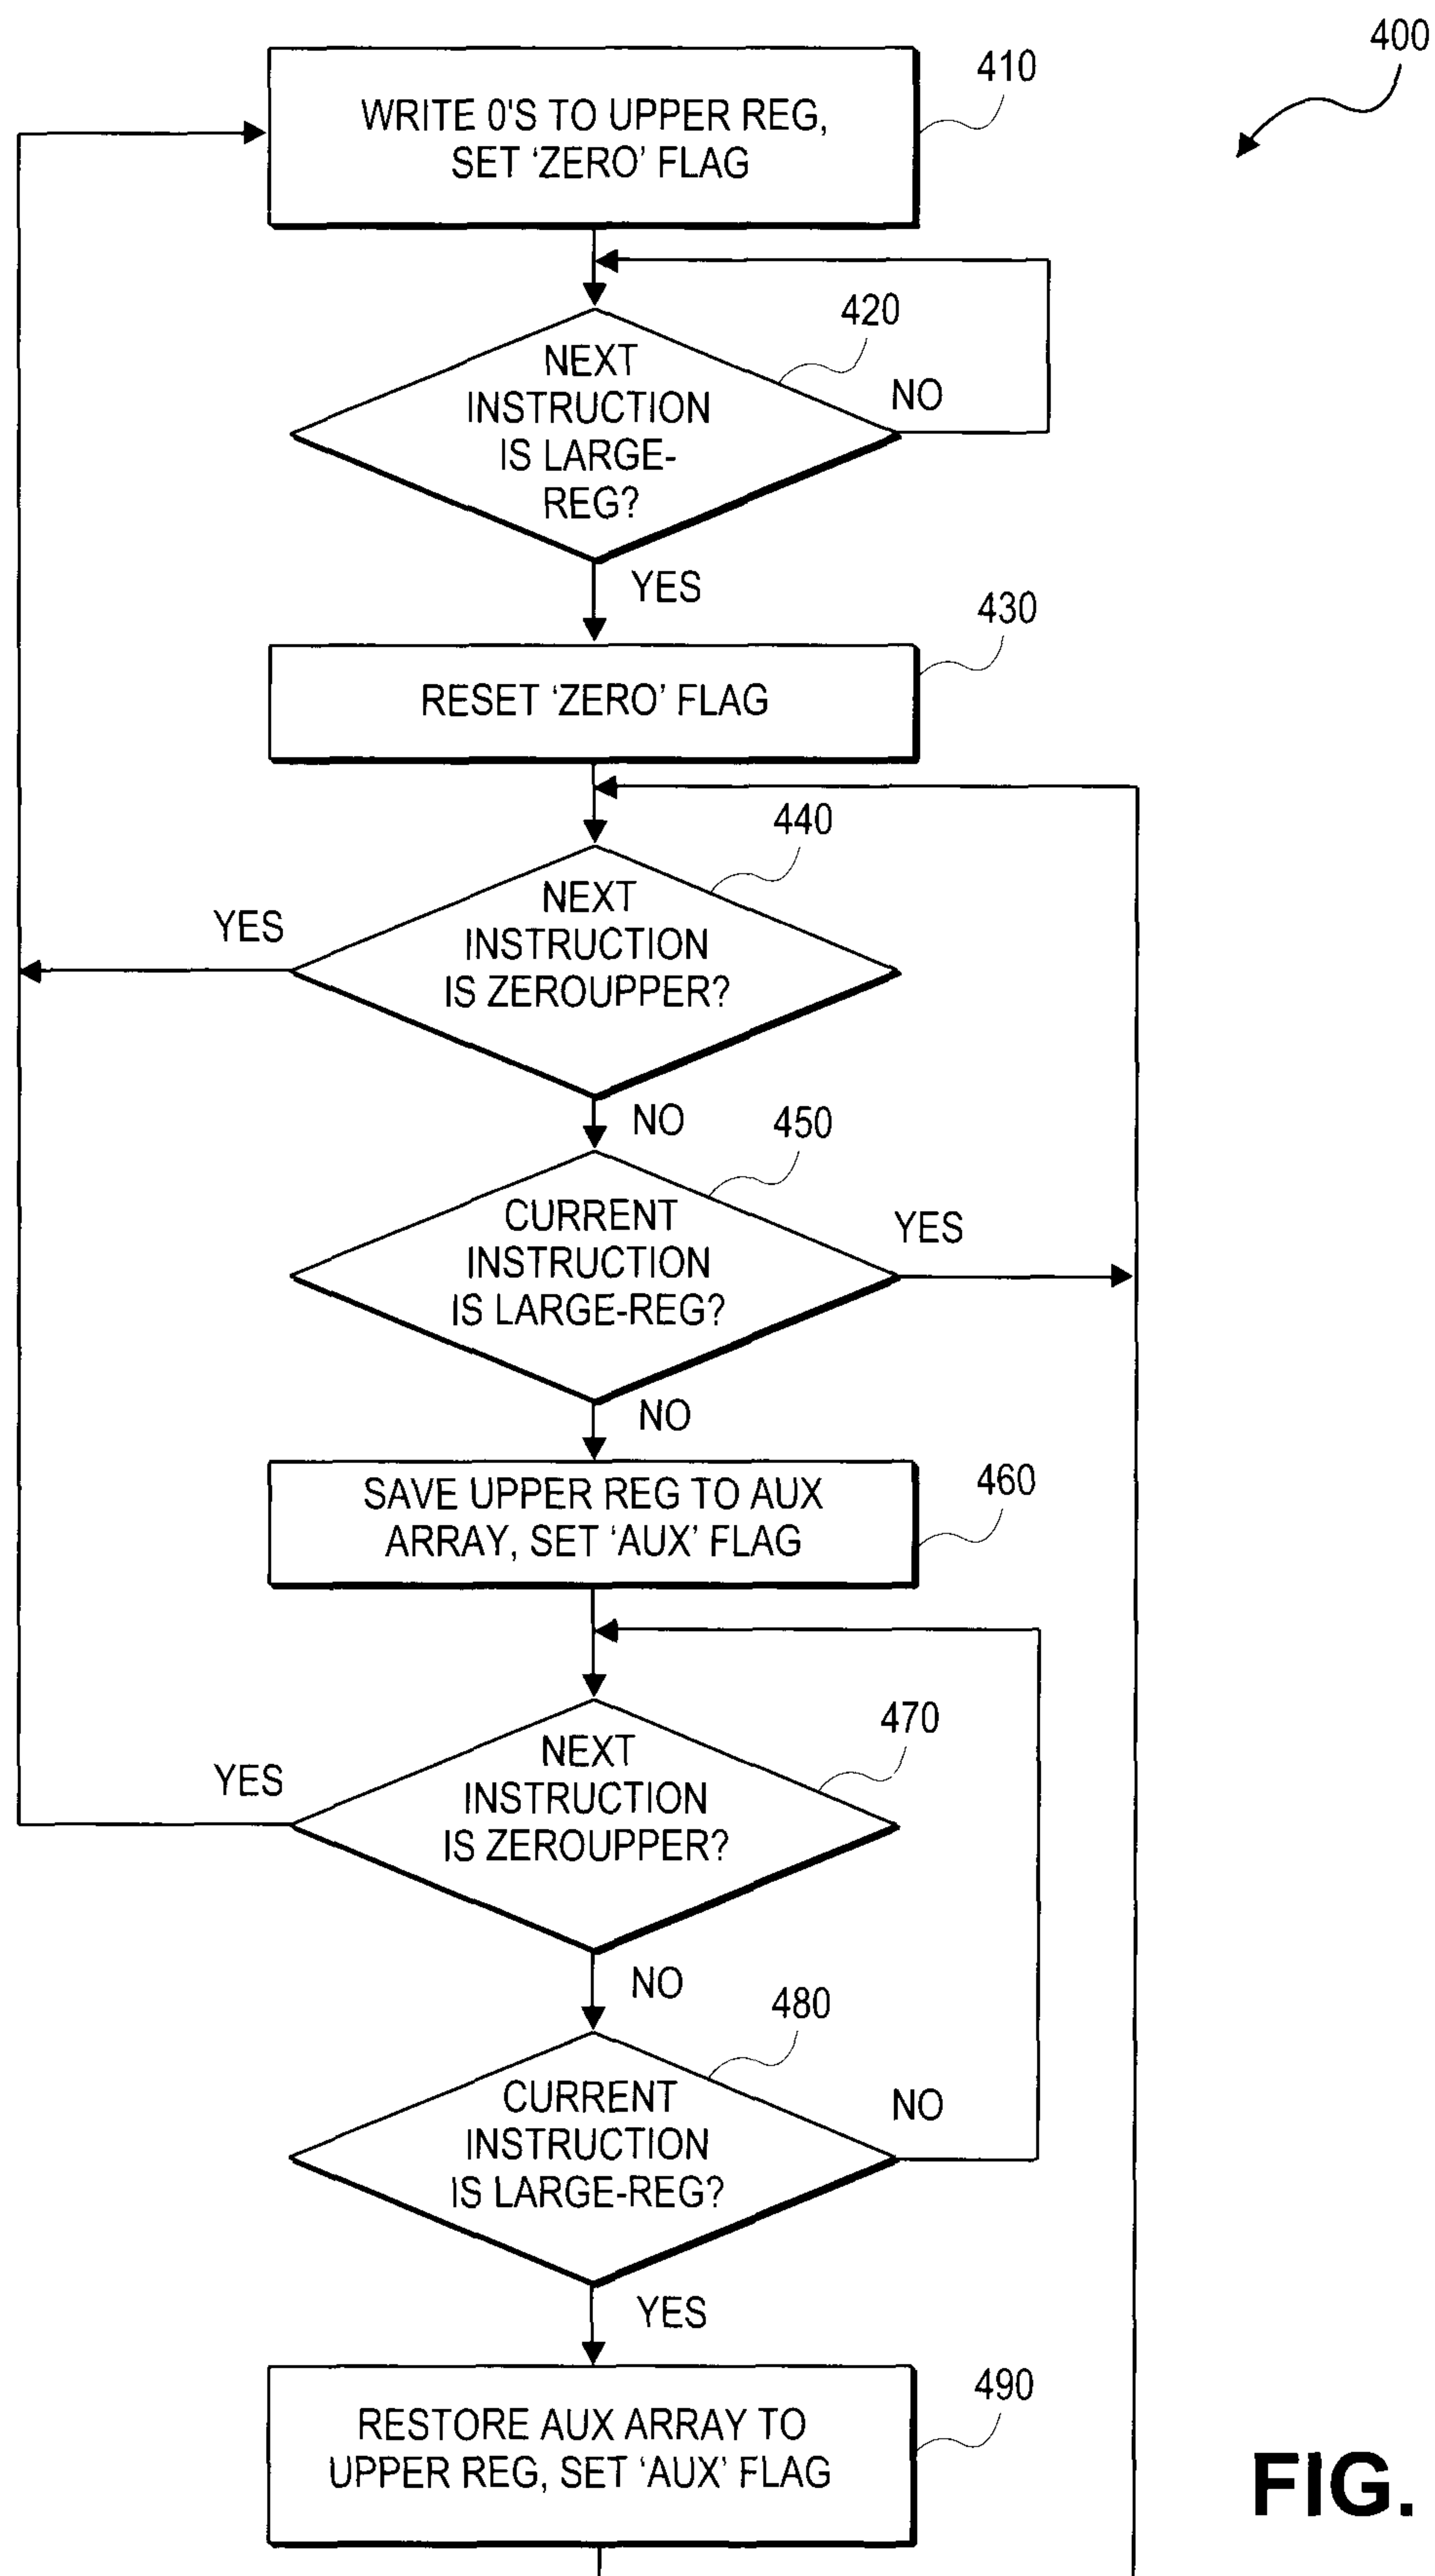 400
410
WRITE 0'S TO UPPER REG,
SET ‘ZERO’ FLAG
420
NEXT
INSTRUCTION
IS LARGE-
REG?
NO
YES
430
RESET ‘ZERO’ FLAG
440
NEXT
INSTRUCTION
IS ZEROUPPER?
YES
NO
450
CURRENT
INSTRUCTION
IS LARGE-REG?
YES
NO
460
SAVE UPPER REG TO AUX
ARRAY, SET ‘AUX’ FLAG
470
NEXT
INSTRUCTION
IS ZEROUPPER?
YES
NO
480
CURRENT
INSTRUCTION
IS LARGE-REG?
NO
YES
490
RESTORE AUX ARRAY TO
UPPER REG, SET ‘AUX’ FLAG
FIG.